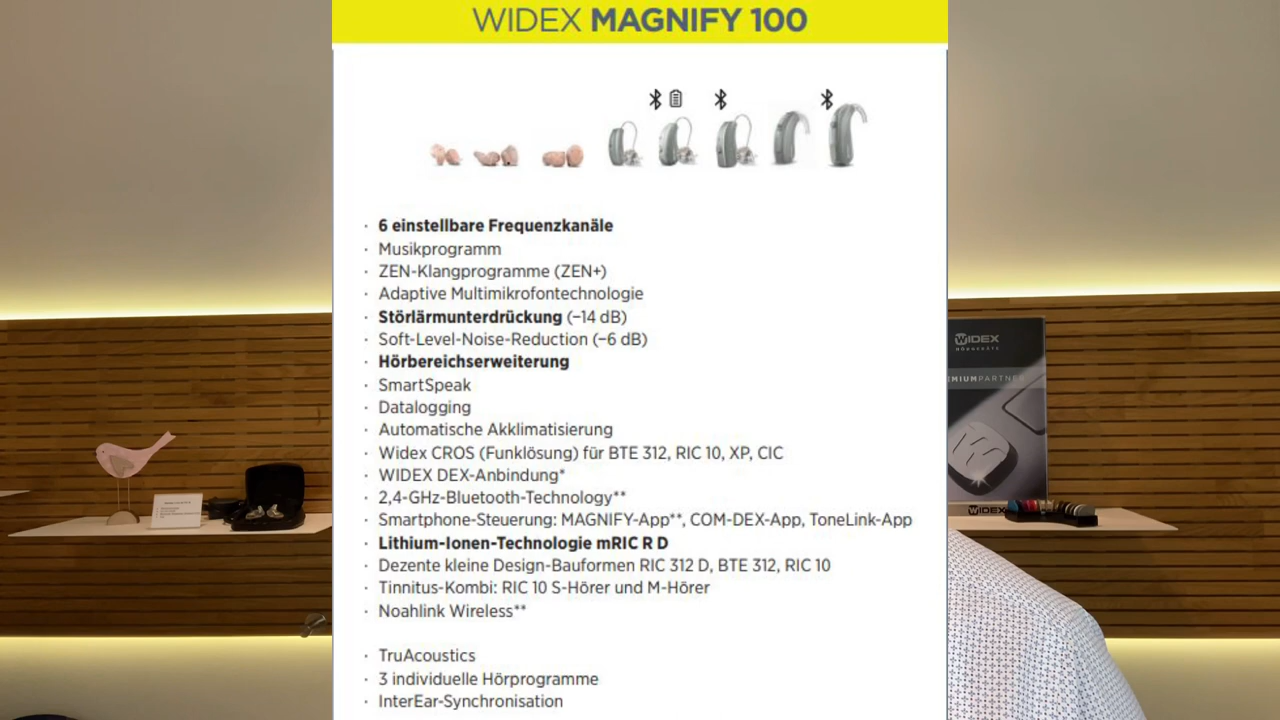 WIDEX MAGNIFY 100
· 6 einstellbare Frequenzkanäle
· Musikprogramm
· ZEN-Klangprogramme (ZEN+)
· Adaptive Multimikrofontechnologie
· Störlärmunterdrückung (−14 dB)
· Soft-Level-Noise-Reduction (−6 dB)
· Hörbereichserweiterung
· SmartSpeak
· Datalogging
· Automatische Akklimatisierung
· Widex CROS (Funklösung) für BTE 312, RIC 10, XP, CIC
· WIDEX DEX-Anbindung*
· 2,4-GHz-Bluetooth-Technology**
· Smartphone-Steuerung: MAGNIFY-App**, COM-DEX-App, ToneLink-App
· Lithium-Ionen-Technologie mRIC R D
· Dezente kleine Design-Bauformen RIC 312 D, BTE 312, RIC 10
· Tinnitus-Kombi: RIC 10 S-Hörer und M-Hörer
· Noahlink Wireless**
· TruAcoustics
· 3 individuelle Hörprogramme
· InterEar-Synchronisation
WIDEX
HÖRGERÄTE
EMIUMPARTNER
WIDEX